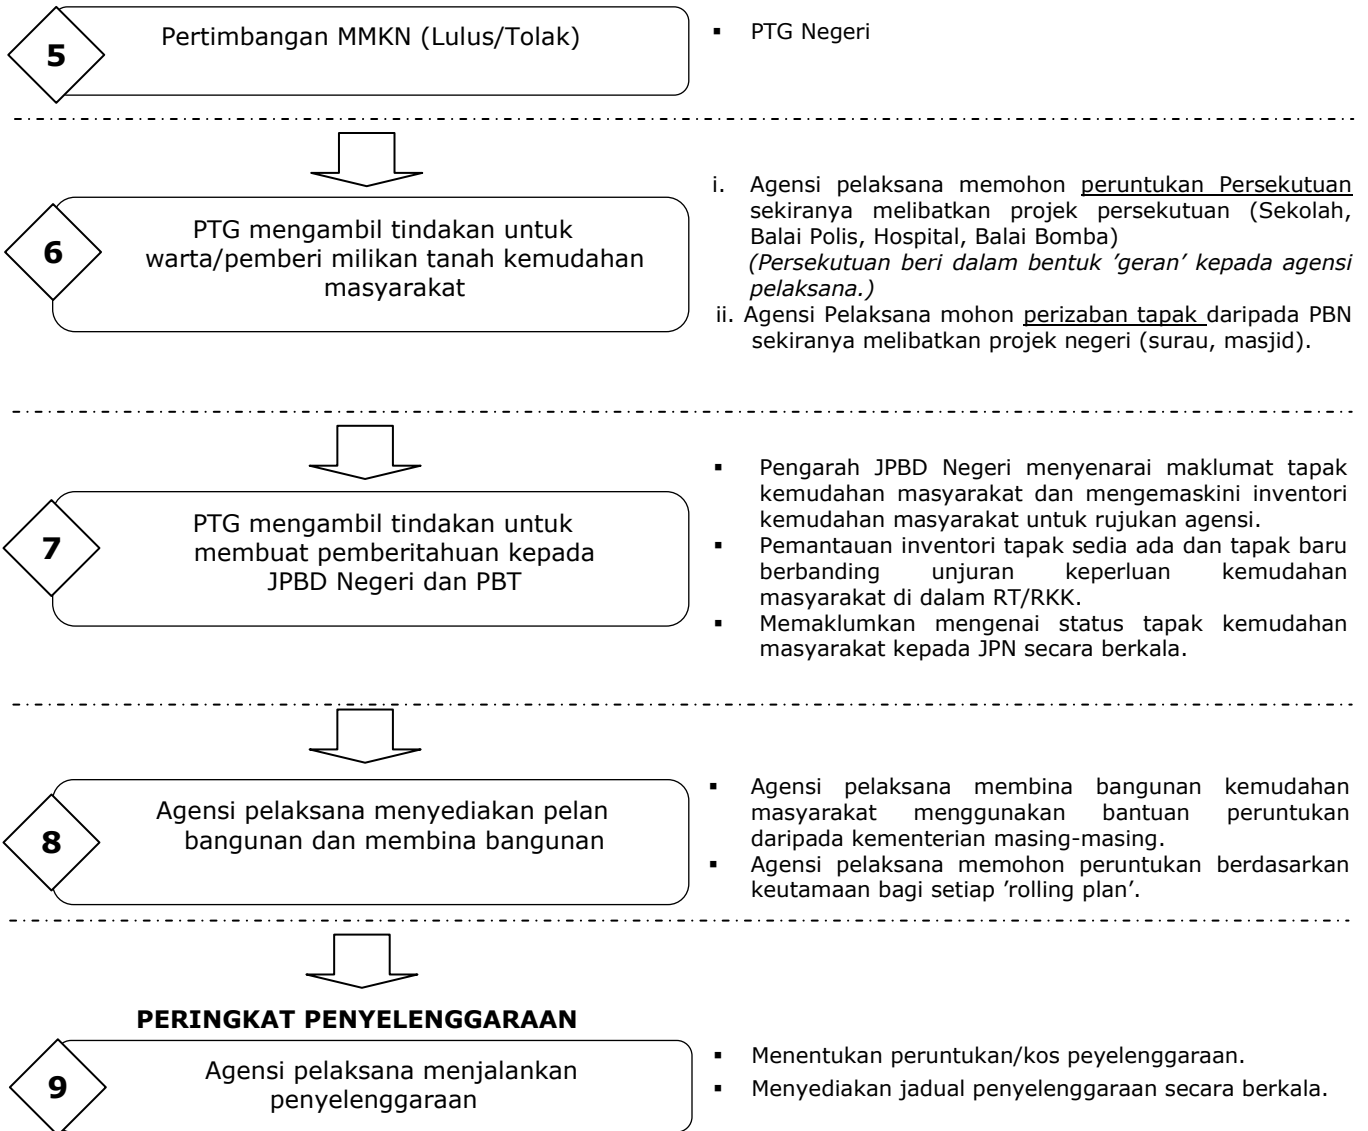 5
Pertimbangan MMKN (Lulus/Tolak)
▪ PTG Negeri
6
PTG mengambil tindakan untuk
warta/pemberi milikan tanah kemudahan
masyarakat
i. Agensi pelaksana memohon peruntukan Persekutuan
sekiranya melibatkan projek persekutuan (Sekolah,
Balai Polis, Hospital, Balai Bomba)
(Persekutuan beri dalam bentuk ’geran’ kepada agensi
pelaksana.)
ii. Agensi Pelaksana mohon perizaban tapak daripada PBN
sekiranya melibatkan projek negeri (surau, masjid).
7
PTG mengambil tindakan untuk
membuat pemberitahuan kepada
JPBD Negeri dan PBT
▪ Pengarah JPBD Negeri menyenarai maklumat tapak
kemudahan masyarakat dan mengemaskini inventori
kemudahan masyarakat untuk rujukan agensi.
▪ Pemantauan inventori tapak sedia ada dan tapak baru
berbanding unjuran keperluan kemudahan
masyarakat di dalam RT/RKK.
▪ Memaklumkan mengenai status tapak kemudahan
masyarakat kepada JPN secara berkala.
8
Agensi pelaksana menyediakan pelan
bangunan dan membina bangunan
▪ Agensi pelaksana membina bangunan kemudahan
masyarakat menggunakan bantuan peruntukan
daripada kementerian masing-masing.
▪ Agensi pelaksana memohon peruntukan berdasarkan
keutamaan bagi setiap ’rolling plan’.
PERINGKAT PENYELENGGARAAN
9
Agensi pelaksana menjalankan
penyelenggaraan
▪ Menentukan peruntukan/kos peyelenggaraan.
▪ Menyediakan jadual penyelenggaraan secara berkala.